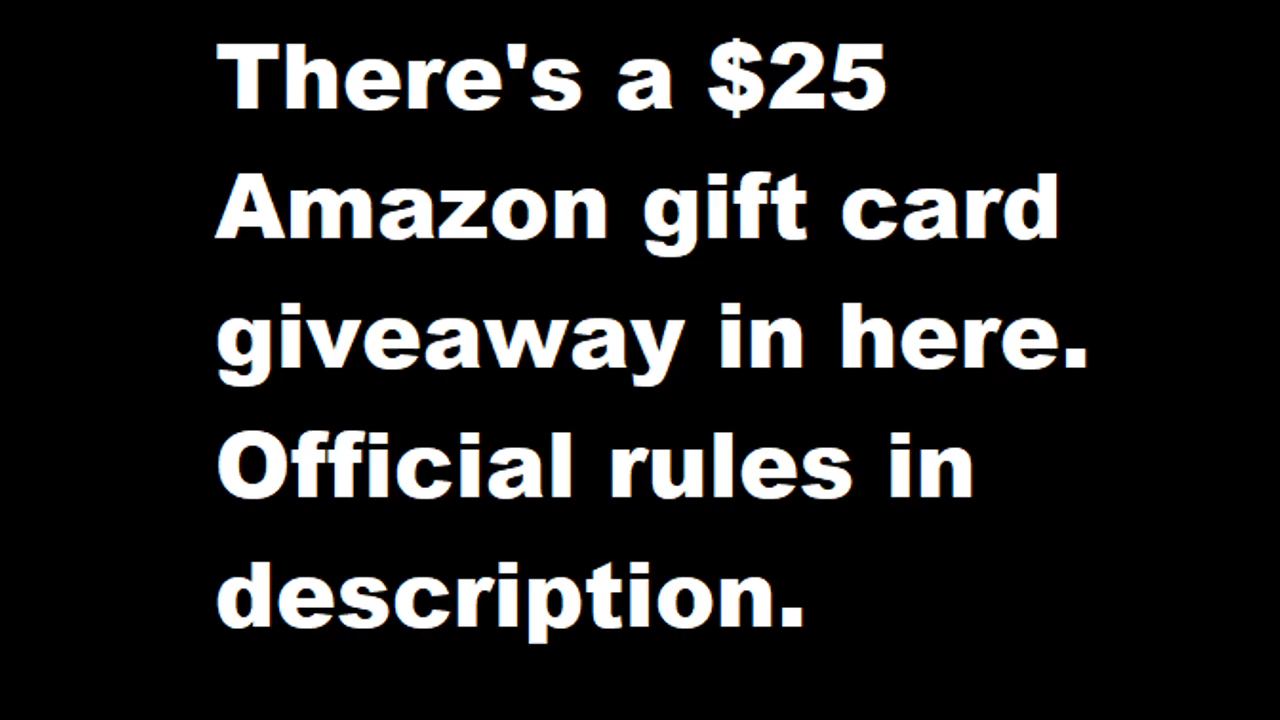 There's a $25
Amazon gift card
giveaway in here.
Official rules in
description.